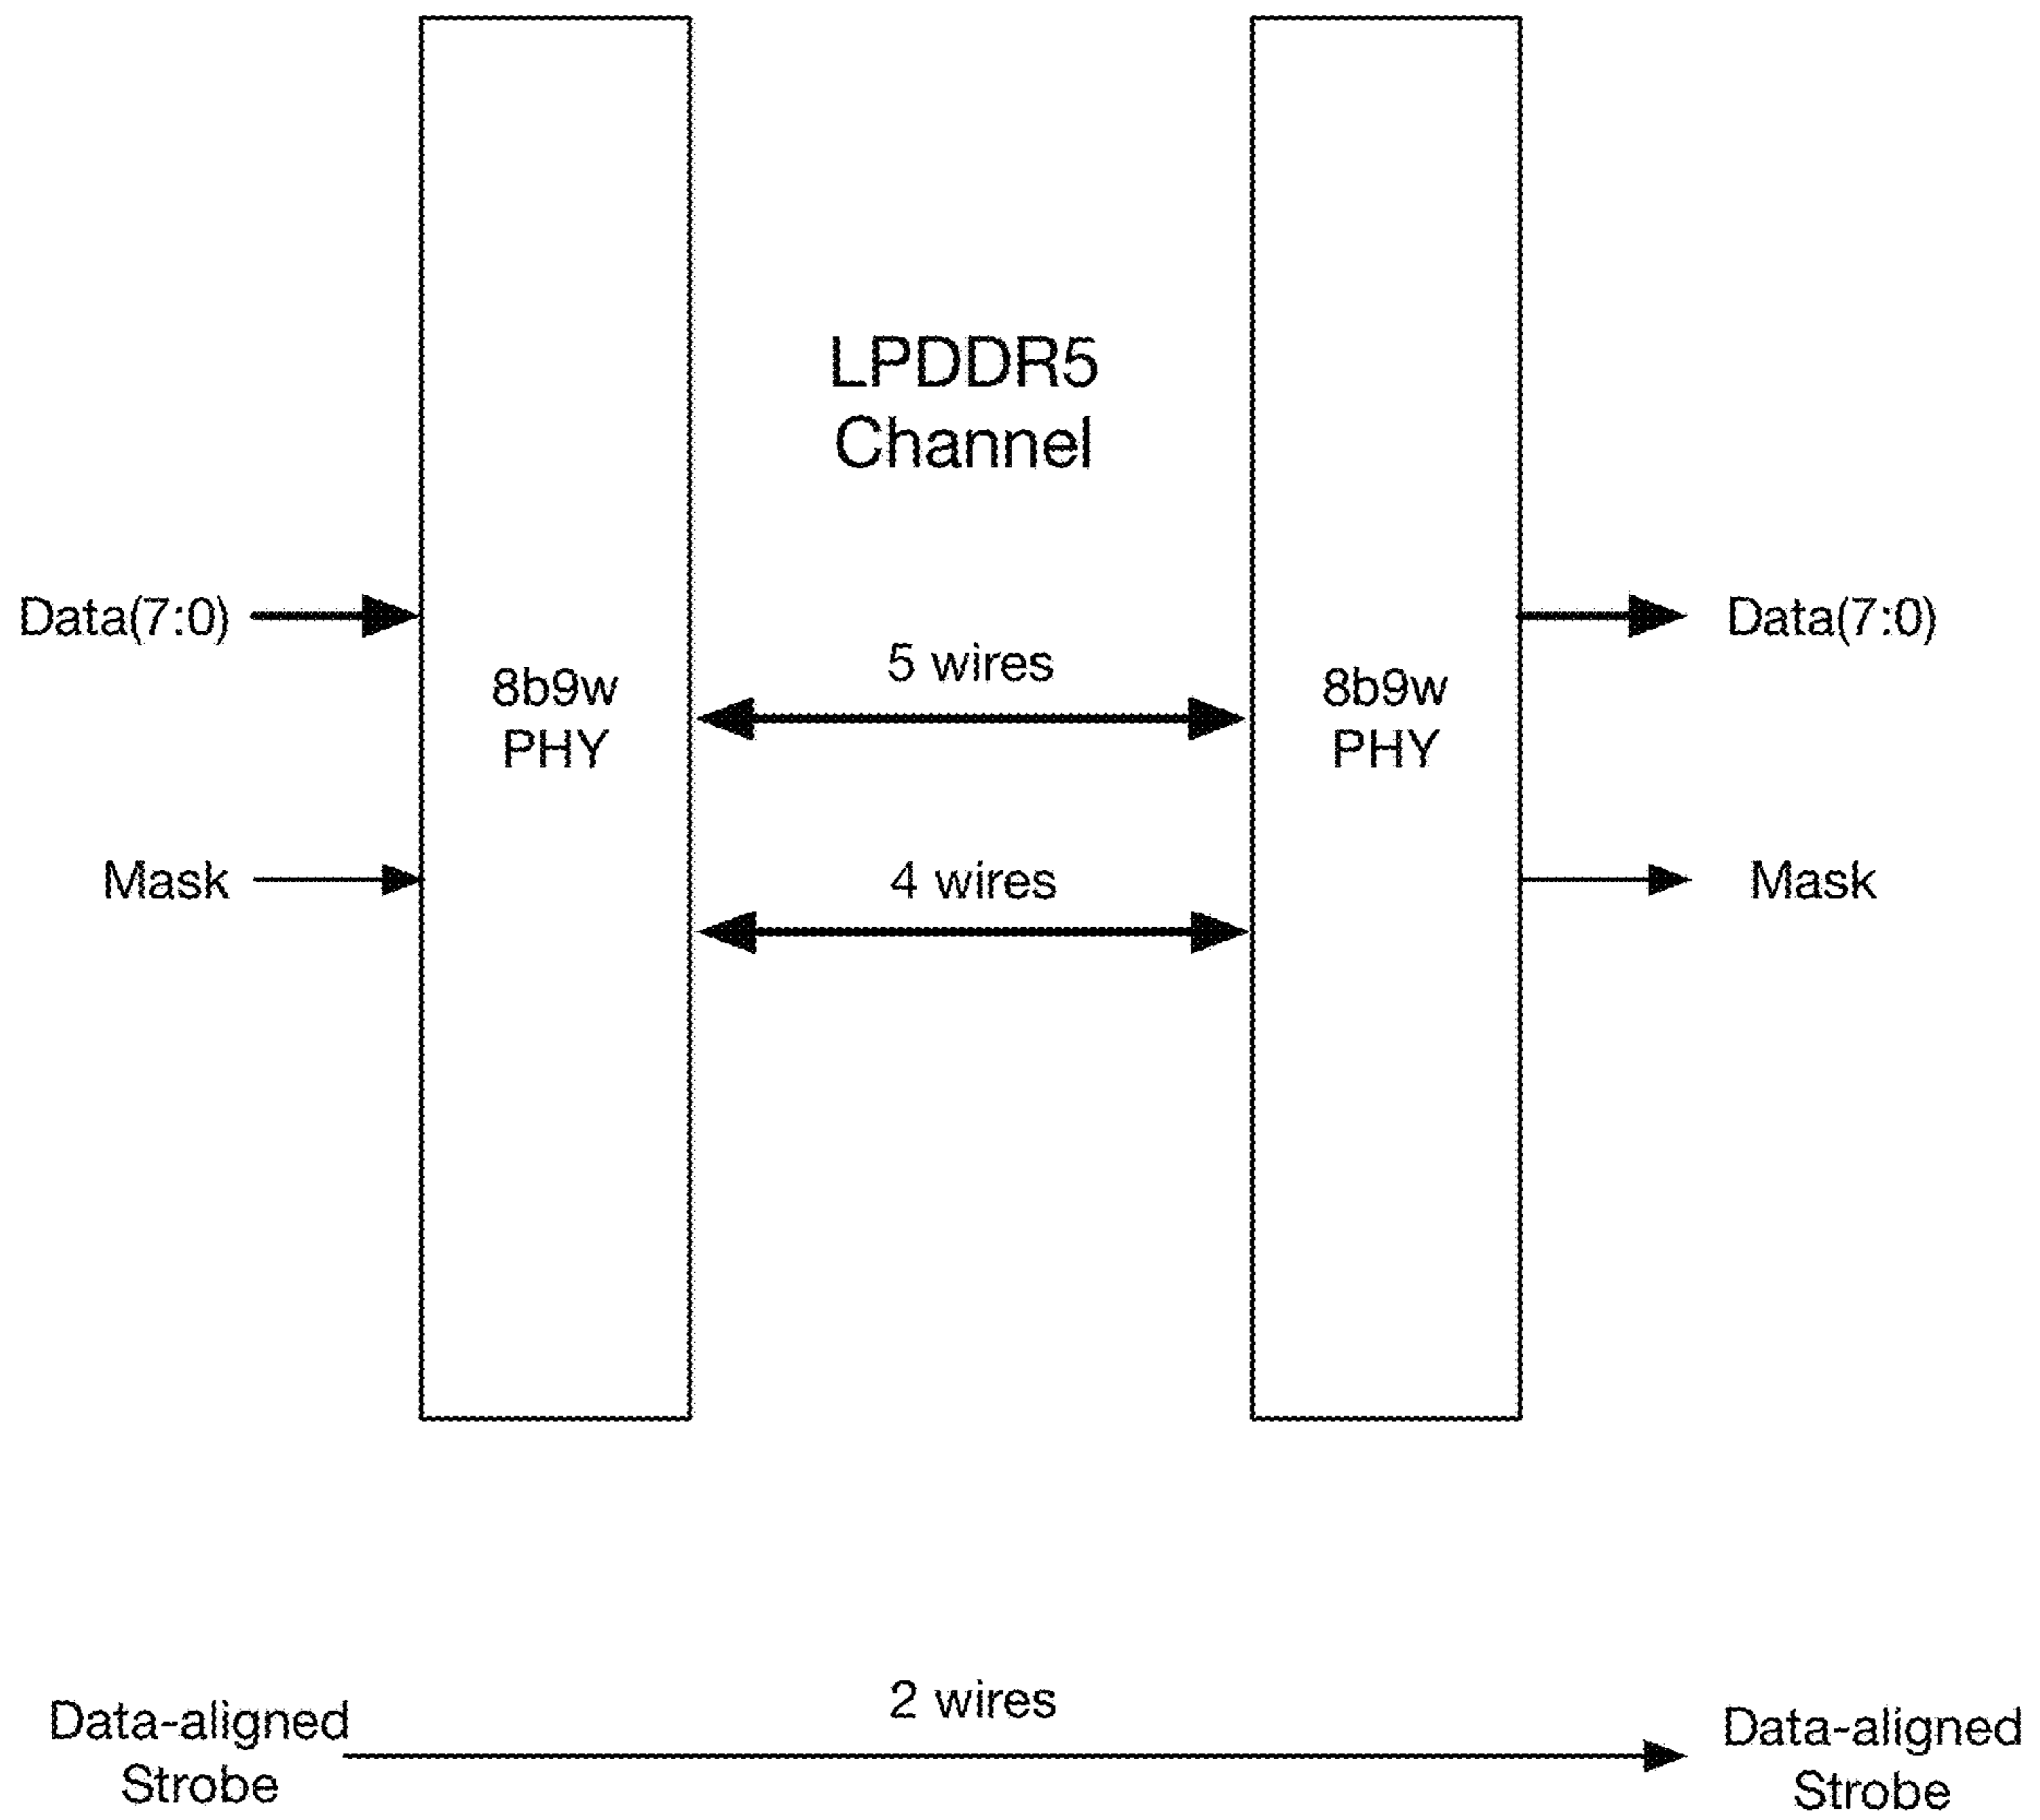 LPDDR5
Channel
Data(7:0)
8b9w
PHY
5 wires
8b9w
PHY
Data(7:0)
Mask
4 wires
Mask
Data-aligned
Strobe
2 wires
Data-aligned
Strobe